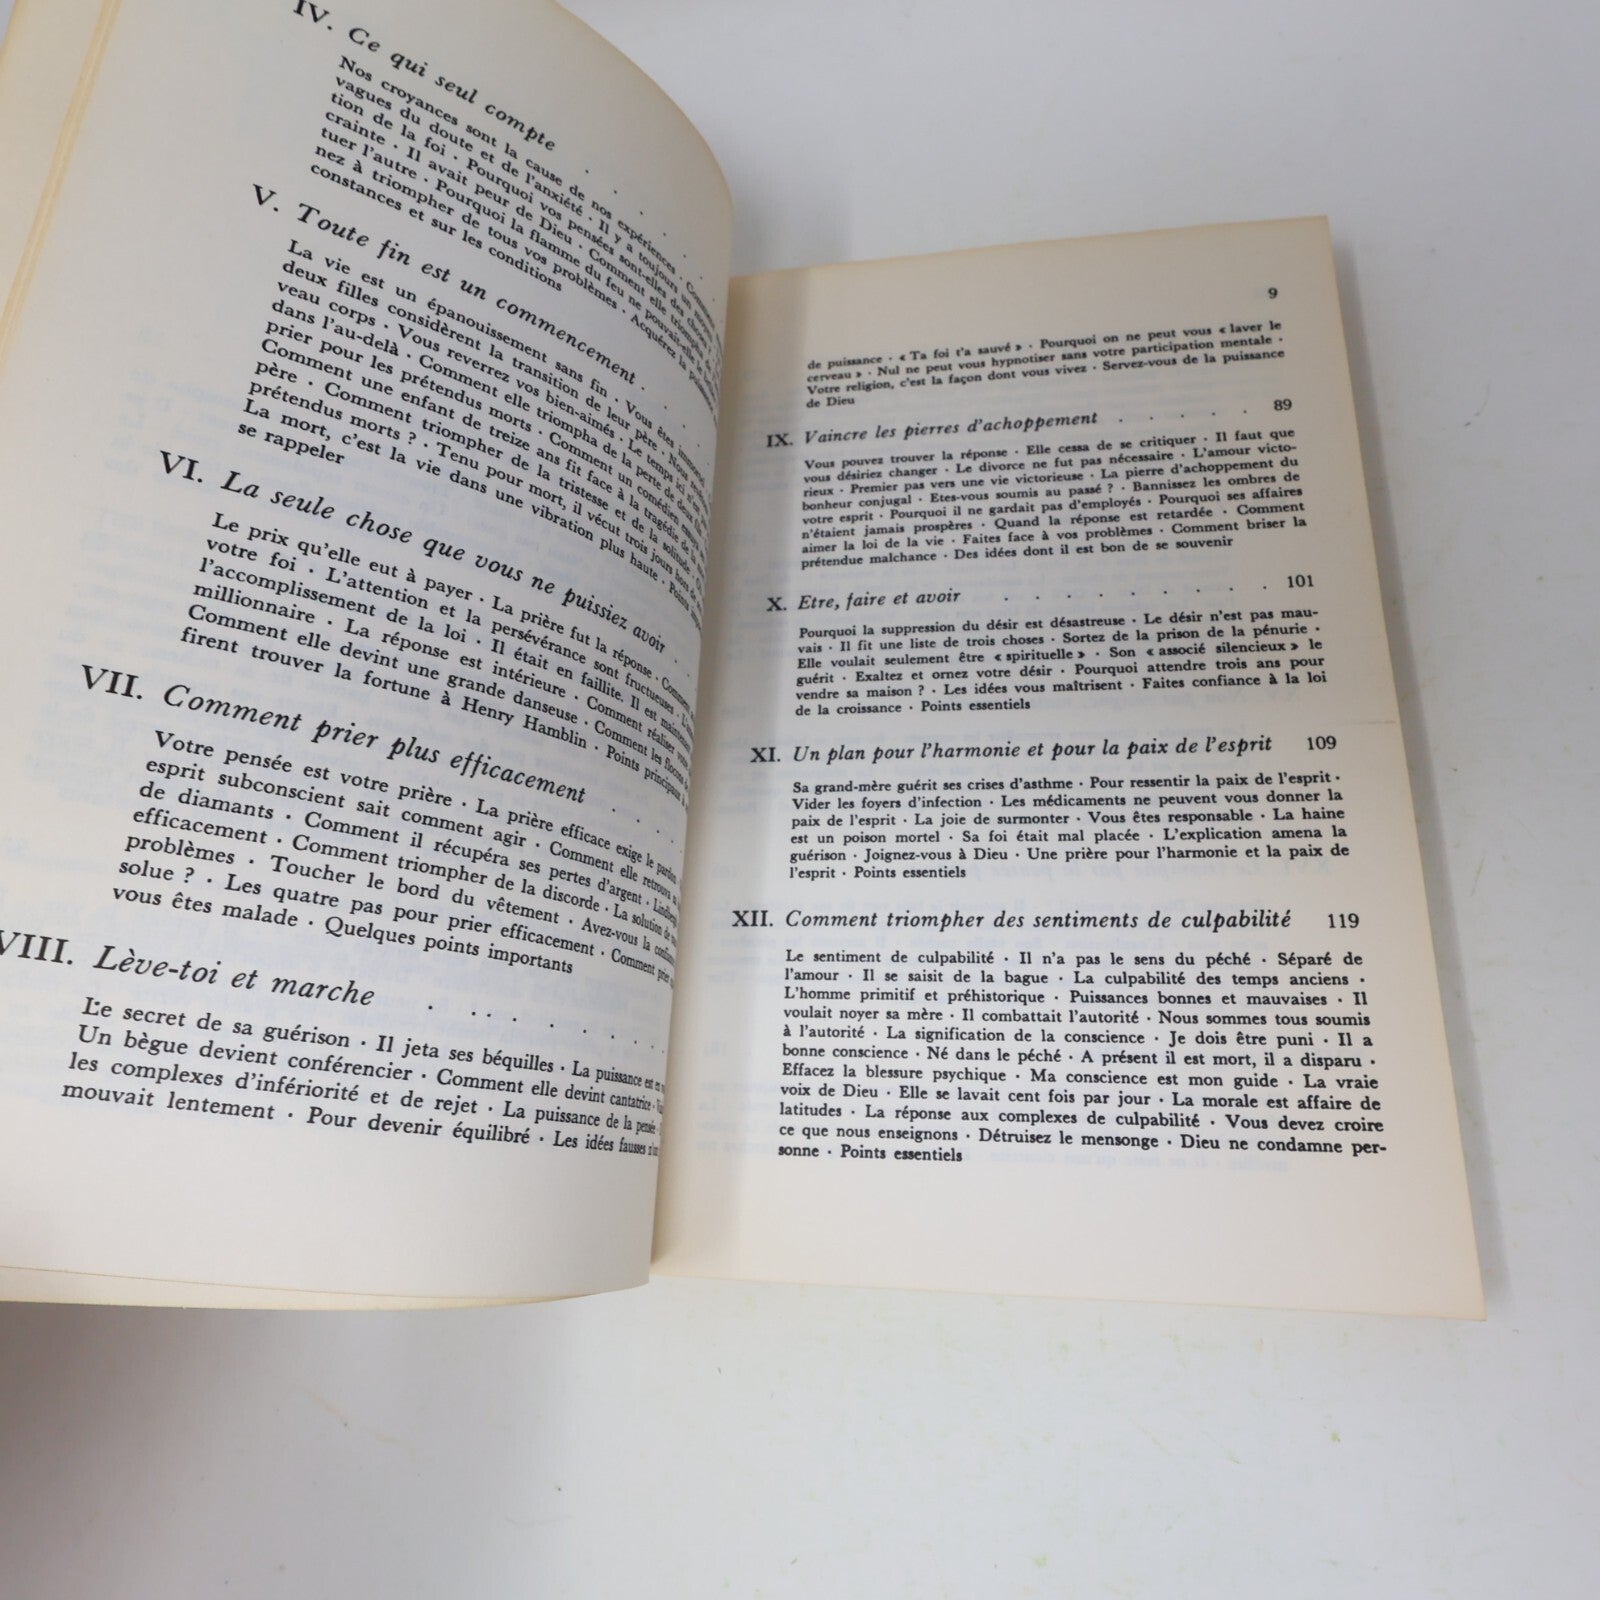 IV. Ce qui seul compte
Nos croyances sont la cause de nos expériences ·
vagues du doute et de l'anxiété · Il y a toujours un moyen
tion de la foi · Pourquoi vos pensées sont-elles des choses ?
crainte · Il avait peur de Dieu · Comment elle triompha
tuer l'autre · Pourquoi la flamme du feu ne pouvait-elle le
nez à triompher de tous vos problèmes · Acquérez la puissance
constances et sur les conditions
V. Toute fin est un commencement
La vie est un épanouissement sans fin · Vous êtes
deux filles considèrent la transition de leur père · Nous
veau corps · Vous reverrez vos bien-aimés · Le temps ici
dans l'au-delà · Comment elle triompha de la perte de deux
prier pour les prétendus morts · Comment un comédien
Comment une enfant de treize ans fit face à la tragédie de la
père · Comment triompher de la tristesse et de la solitude ·
prétendus morts ? · Tenu pour mort, il vécut trois jours hors de
La mort, c'est la vie dans une vibration plus haute · Points
se rappeler
VI. La seule chose que vous ne puissiez avoir
Le prix qu'elle eut à payer · La prière fut la réponse ·
votre foi · L'attention et la persévérance sont fructueuses ·
l'accomplissement de la loi · Il était en faillite. Il est maintenant
millionnaire · La réponse est intérieure · Comment réaliser
Comment elle devint une grande danseuse · Comment les flocons
firent trouver la fortune à Henry Hamblin · Points principaux à
VII. Comment prier plus efficacement
Votre pensée est votre prière · La prière efficace exige le pardon
esprit subconscient sait comment agir · Comment elle retrouva
de diamants · Comment il récupéra ses pertes d'argent ·
efficacement · Comment triompher de la discorde · La solution de
problèmes · Toucher le bord du vêtement · Avez-vous la
solue ? · Les quatre pas pour prier efficacement · Comment prier
vous êtes malade · Quelques points importants
VIII. Lève-toi et marche
Le secret de sa guérison · Il jeta ses béquilles · La puissance est en
Un bègue devient conférencier · Comment elle devint cantatrice ·
les complexes d'infériorité et de rejet · La puissance de la pensée
mouvait lentement · Pour devenir équilibré · Les idées fausses
9
de puissance · « Ta foi t'a sauvé » · Pourquoi on ne peut vous « laver le
cerveau » · Nul ne peut vous hypnotiser sans votre participation mentale ·
Votre religion, c'est la façon dont vous vivez · Servez-vous de la puissance
de Dieu
IX. Vaincre les pierres d'achoppement . . . . . 89
Vous pouvez trouver la réponse · Elle cessa de se critiquer · Il faut que
vous désiriez changer · Le divorce ne fut pas nécessaire · L'amour victo-
rieux · Premier pas vers une vie victorieuse · La pierre d'achoppement du
bonheur conjugal · Etes-vous soumis au passé ? · Bannissez les ombres de
votre esprit · Pourquoi il ne gardait pas d'employés · Pourquoi ses affaires
n'étaient jamais prospères · Quand la réponse est retardée · Comment
aimer la loi de la vie · Faites face à vos problèmes · Comment briser la
prétendue malchance · Des idées dont il est bon de se souvenir
X. Etre, faire et avoir . . . . . . . . . 101
Pourquoi la suppression du désir est désastreuse · Le désir n'est pas mau-
vais · Il fit une liste de trois choses · Sortez de la prison de la pénurie ·
Elle voulait seulement être « spirituelle » · Son « associé silencieux » le
guérit · Exaltez et ornez votre désir · Pourquoi attendre trois ans pour
vendre sa maison ? · Les idées vous maîtrisent · Faites confiance à la loi
de la croissance · Points essentiels
XI. Un plan pour l'harmonie et pour la paix de l'esprit 109
Sa grand-mère guérit ses crises d'asthme · Pour ressentir la paix de l'esprit ·
Vider les foyers d'infection · Les médicaments ne peuvent vous donner la
paix de l'esprit · La joie de surmonter · Vous êtes responsable · La haine
est un poison mortel · Sa foi était mal placée · L'explication amena la
guérison · Joignez-vous à Dieu · Une prière pour l'harmonie et la paix de
l'esprit · Points essentiels
XII. Comment triompher des sentiments de culpabilité 119
Le sentiment de culpabilité · Il n'a pas le sens du péché · Séparé de
l'amour · Il se saisit de la bague · La culpabilité des temps anciens ·
L'homme primitif et préhistorique · Puissances bonnes et mauvaises · Il
voulait noyer sa mère · Il combattait l'autorité · Nous sommes tous soumis
à l'autorité · La signification de la conscience · Je dois être puni · Il a
bonne conscience · Né dans le péché · A présent il est mort, il a disparu ·
Effacez la blessure psychique · Ma conscience est mon guide · La vraie
voix de Dieu · Elle se lavait cent fois par jour · La morale est affaire de
latitudes · La réponse aux complexes de culpabilité · Vous devez croire
ce que nous enseignons · Détruisez le mensonge · Dieu ne condamne per-
sonne · Points essentiels